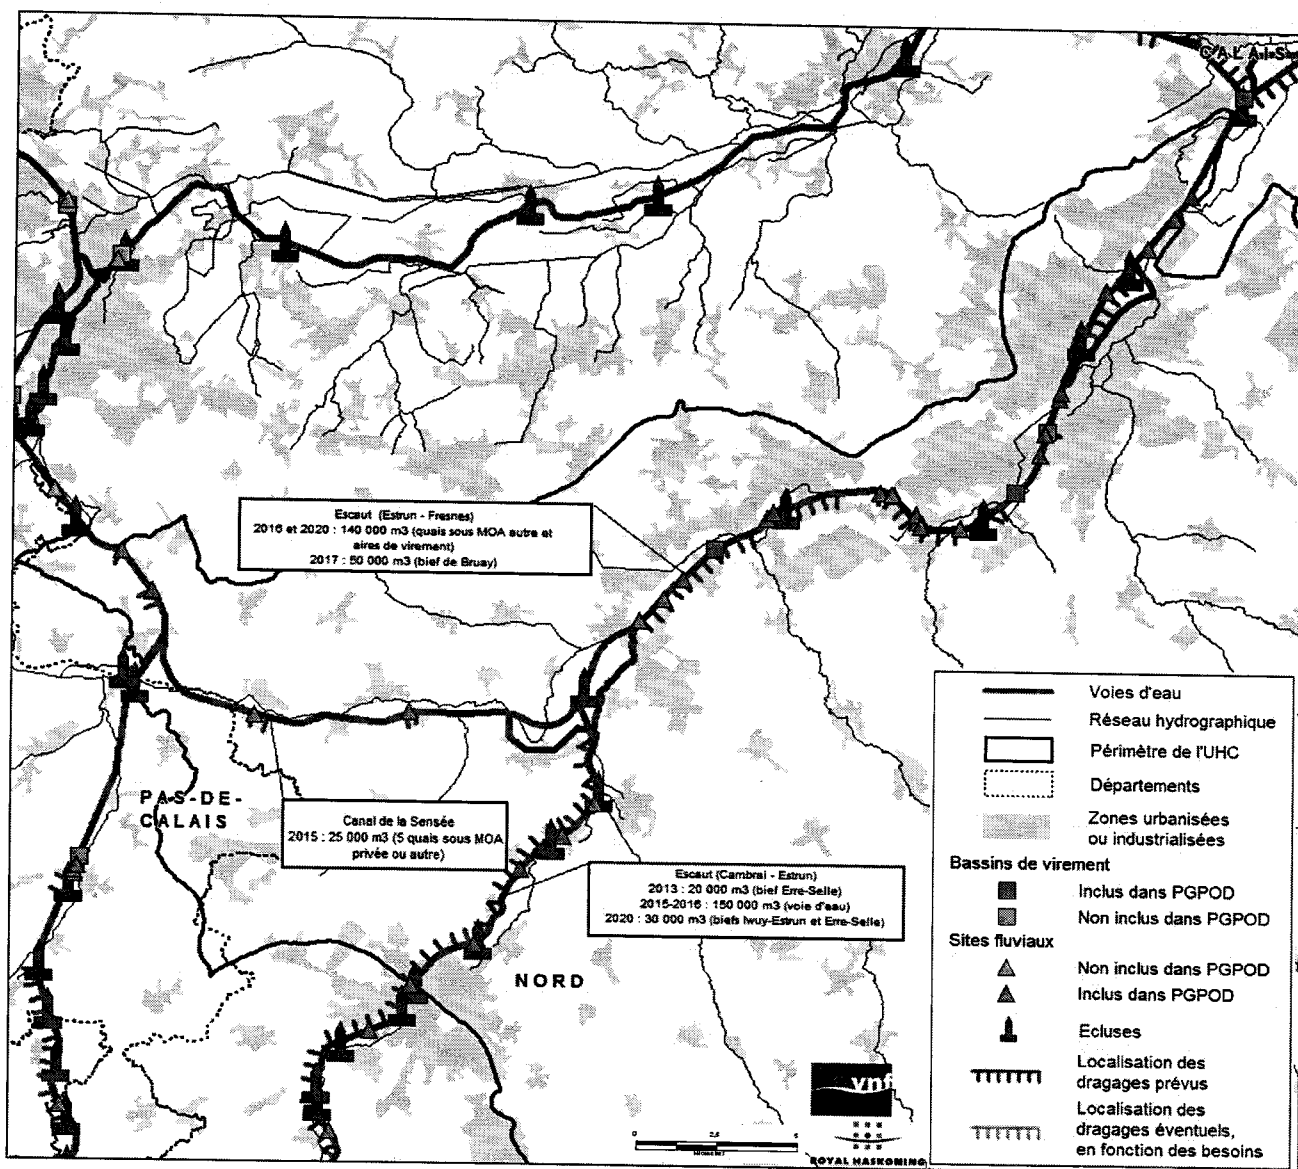 CALAIS
Escaut (Estrun - Fresnes)
2016 et 2020 : 140 000 m3 (quais sous MOA autre et
aires de virement)
2017 : 50 000 m3 (bief de Bruay)
PAS-DE-
CALAIS
Canal de la Sensée
2015 : 25 000 m3 (5 quais sous MOA
privée ou autre)
Escaut (Cambrai - Estrun)
2013 : 20 000 m3 (bief Erre-Selle)
2015-2016 : 150 000 m3 (voie d'eau)
2020 : 30 000 m3 (biefs Iwuy-Estrun et Erre-Selle)
NORD
Voies d'eau
Réseau hydrographique
Périmètre de l'UHC
Départements
Zones urbanisées
ou industrialisées
Bassins de virement
Inclus dans PGPOD
Non inclus dans PGPOD
Sites fluviaux
Non inclus dans PGPOD
Inclus dans PGPOD
Ecluses
Localisation des
dragages prévus
Localisation des
dragages éventuels,
en fonction des besoins
vnf
0 2,5 5
ROYAL HASKONING